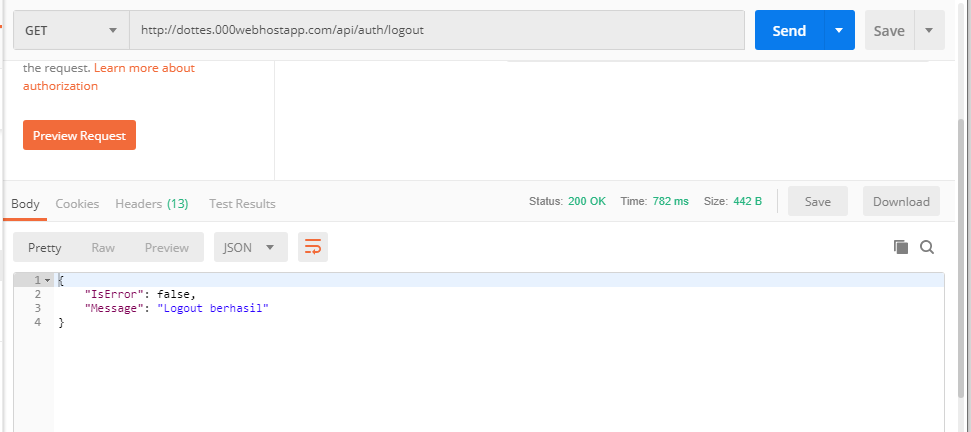 GET http://dottes.000webhostapp.com/api/auth/logout Send Save
the request. Learn more about
authorization
Preview Request
Body Cookies Headers (13) Test Results Status: 200 OK Time: 782 ms Size: 442 B Save Download
Pretty Raw Preview JSON
1 {
2 "IsError": false,
3 "Message": "Logout berhasil"
4 }